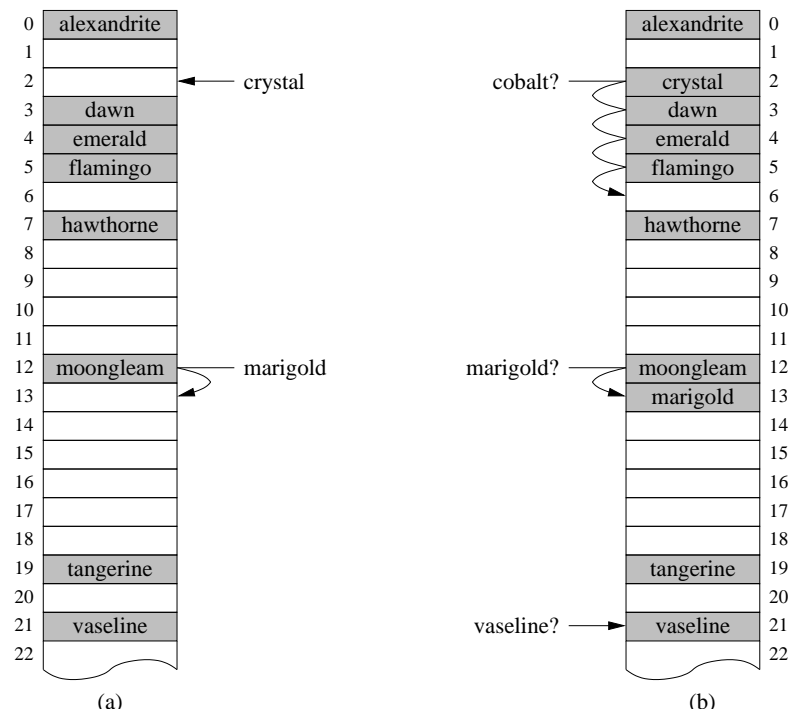 0 alexandrite
1
2 crystal
3 dawn
4 emerald
5 flamingo
6
7 hawthorne
8
9
10
11
12 moongleam marigold
13
14
15
16
17
18
19 tangerine
20
21 vaseline
22
(a)
alexandrite 0
1
cobalt? crystal 2
dawn 3
emerald 4
flamingo 5
6
hawthorne 7
8
9
10
11
marigold? moongleam 12
marigold 13
14
15
16
17
18
tangerine 19
20
vaseline? vaseline 21
22
(b)